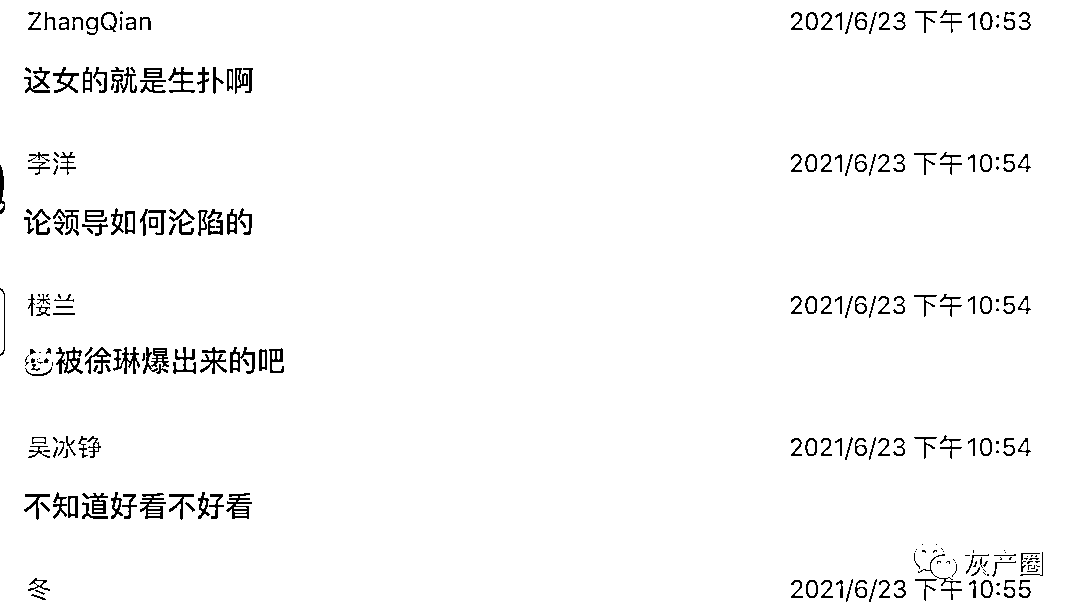 ZhangQian 2021/6/23 下午10:53
这女的就是生扑啊
李洋 2021/6/23 下午10:54
论领导如何沦陷的
楼兰 2021/6/23 下午10:54
被徐琳爆出来的吧
吴冰铮 2021/6/23 下午10:54
不知道好看不好看
灰产圈
冬 2021/6/23 下午10:55